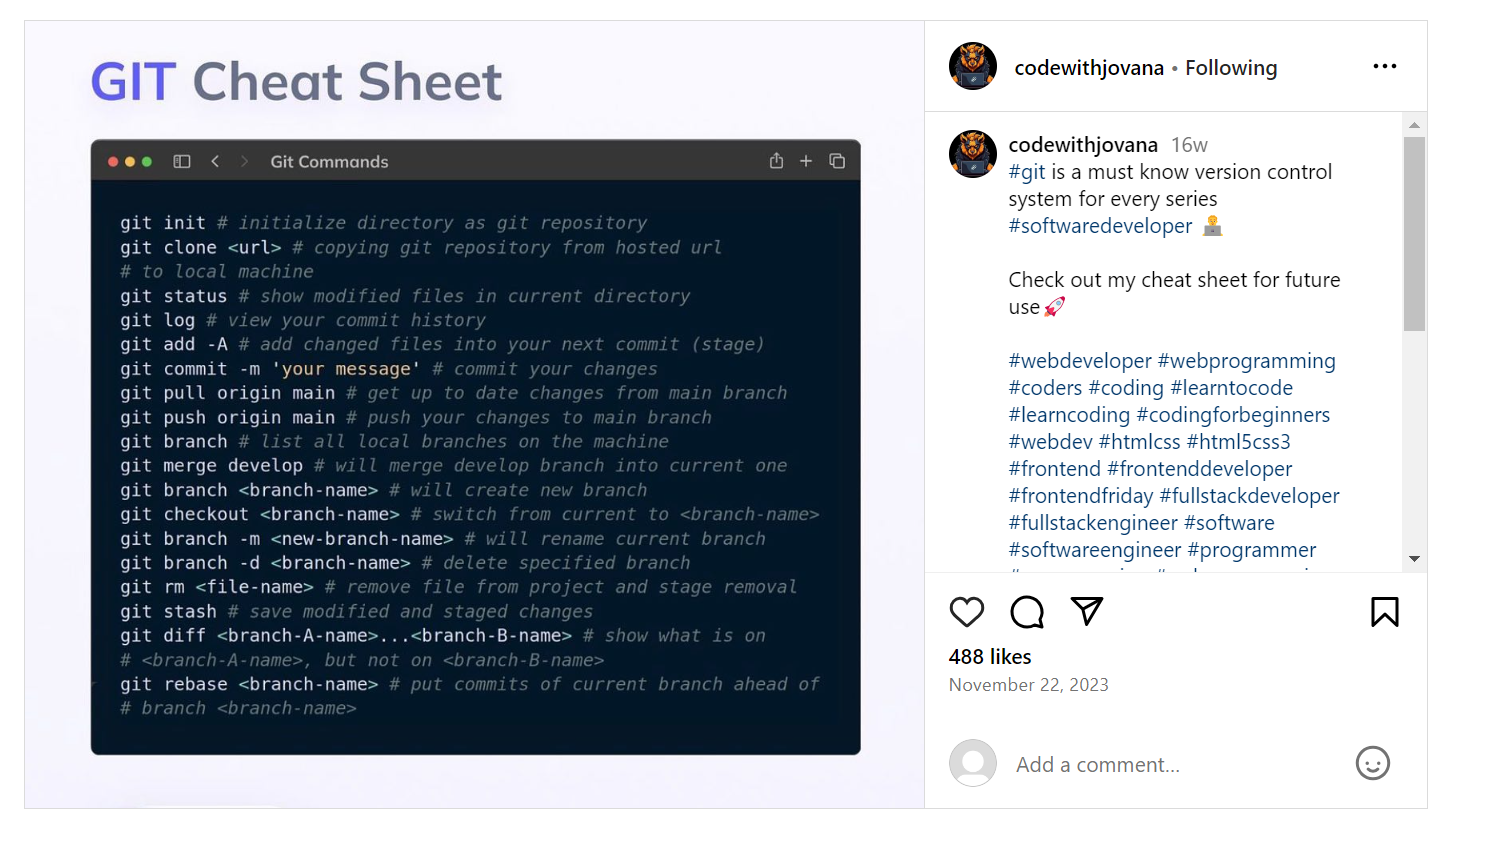 GIT Cheat Sheet
Git Commands
git init # initialize directory as git repository
git clone <url> # copying git repository from hosted url
# to local machine
git status # show modified files in current directory
git log # view your commit history
git add -A # add changed files into your next commit (stage)
git commit -m 'your message' # commit your changes
git pull origin main # get up to date changes from main branch
git push origin main # push your changes to main branch
git branch # list all local branches on the machine
git merge develop # will merge develop branch into current one
git branch <branch-name> # will create new branch
git checkout <branch-name> # switch from current to <branch-name>
git branch -m <new-branch-name> # will rename current branch
git branch -d <branch-name> # delete specified branch
git rm <file-name> # remove file from project and stage removal
git stash # save modified and staged changes
git diff <branch-A-name>...<branch-B-name> # show what is on
# <branch-A-name>, but not on <branch-B-name>
git rebase <branch-name> # put commits of current branch ahead of
# branch <branch-name>
codewithjovana • Following
codewithjovana 16w
#git is a must know version control
system for every series
#softwaredeveloper 🧑‍💻
Check out my cheat sheet for future
use🚀
#webdeveloper #webprogramming
#coders #coding #learntocode
#learncoding #codingforbeginners
#webdev #htmlcss #html5css3
#frontend #frontenddeveloper
#frontendfriday #fullstackdeveloper
#fullstackengineer #software
#softwareengineer #programmer
488 likes
November 22, 2023
Add a comment...